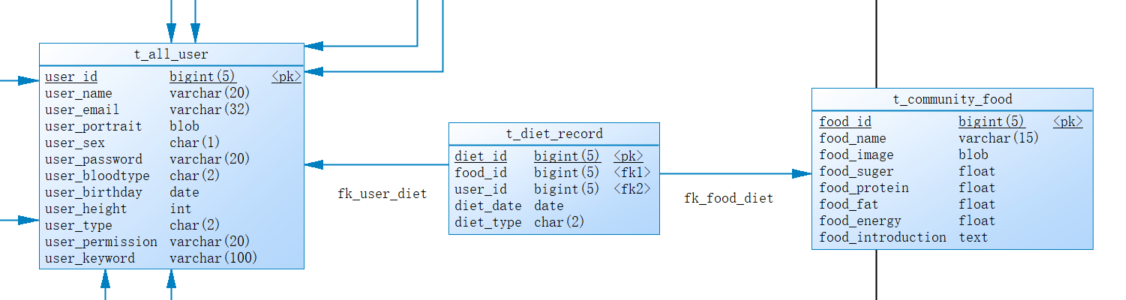 t_all_user
user_id bigint(5) <pk>
user_name varchar(20)
user_email varchar(32)
user_portrait blob
user_sex char(1)
user_password varchar(20)
user_bloodtype char(2)
user_birthday date
user_height int
user_type char(2)
user_permission varchar(20)
user_keyword varchar(100)
fk_user_diet
t_diet_record
diet_id bigint(5) <pk>
food_id bigint(5) <fk1>
user_id bigint(5) <fk2>
diet_date date
diet_type char(2)
fk_food_diet
t_community_food
food_id bigint(5) <pk>
food_name varchar(15)
food_image blob
food_suger float
food_protein float
food_fat float
food_energy float
food_introduction text